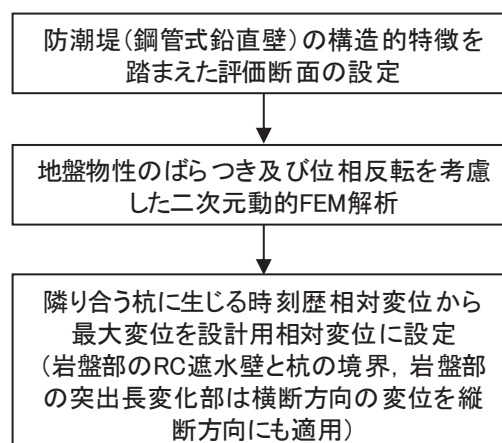 防潮堤(鋼管式鉛直壁)の構造的特徴を
踏まえた評価断面の設定
地盤物性のばらつき及び位相反転を考慮
した二次元動的FEM解析
隣り合う杭に生じる時刻歴相対変位から
最大変位を設計用相対変位に設定
(岩盤部のRC遮水壁と杭の境界，岩盤部
の突出長変化部は横断方向の変位を縦
断方向にも適用)